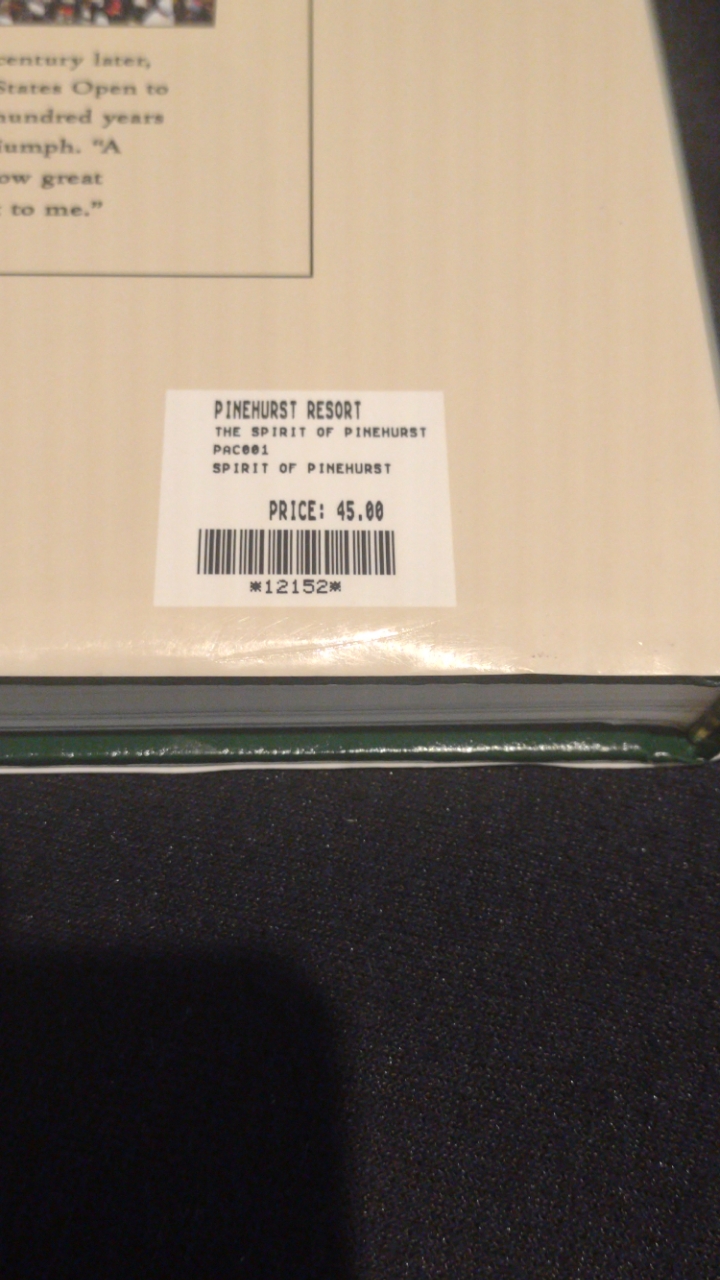 century later,
States Open to
hundred years
"A
ow great
to me."
PINEHURST RESORT
THE SPIRIT OF PINEHURST
PAC001
SPIRIT OF PINEHURST
PRICE: 45.00
*12152*